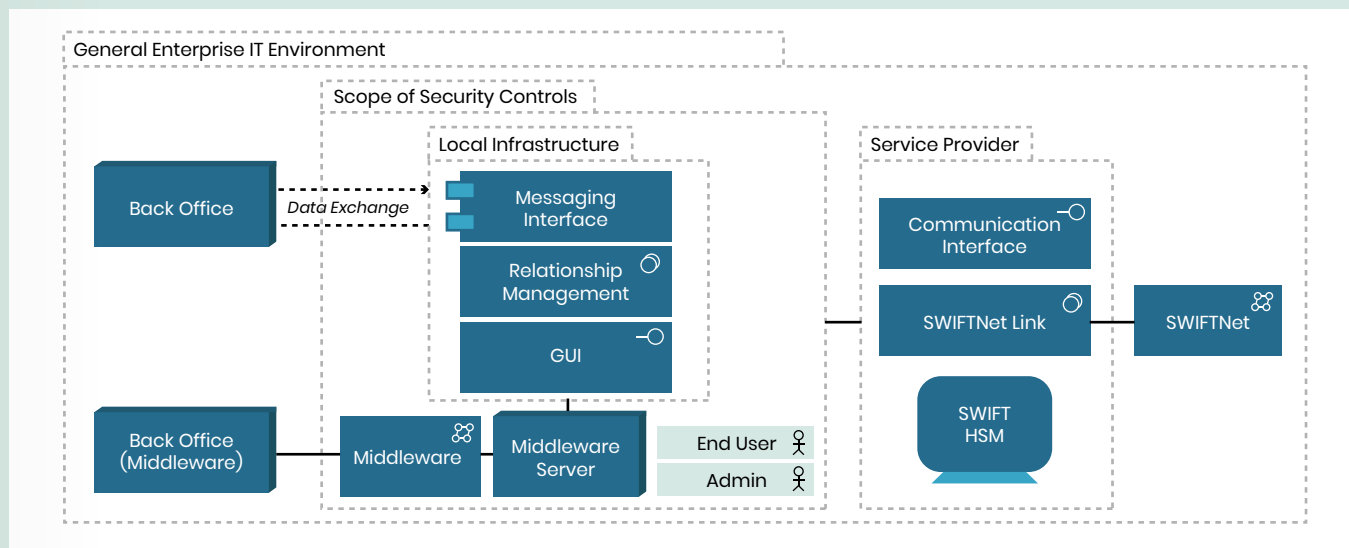 General Enterprise IT Environment
Scope of Security Controls
Local Infrastructure
Service Provider
Back Office
Data Exchange
Messaging
Interface
Relationship
Management
GUI
Communication
Interface
SWIFTNet Link
SWIFTNet
SWIFT
HSM
Back Office
(Middleware)
Middleware
Middleware
Server
End User
Admin